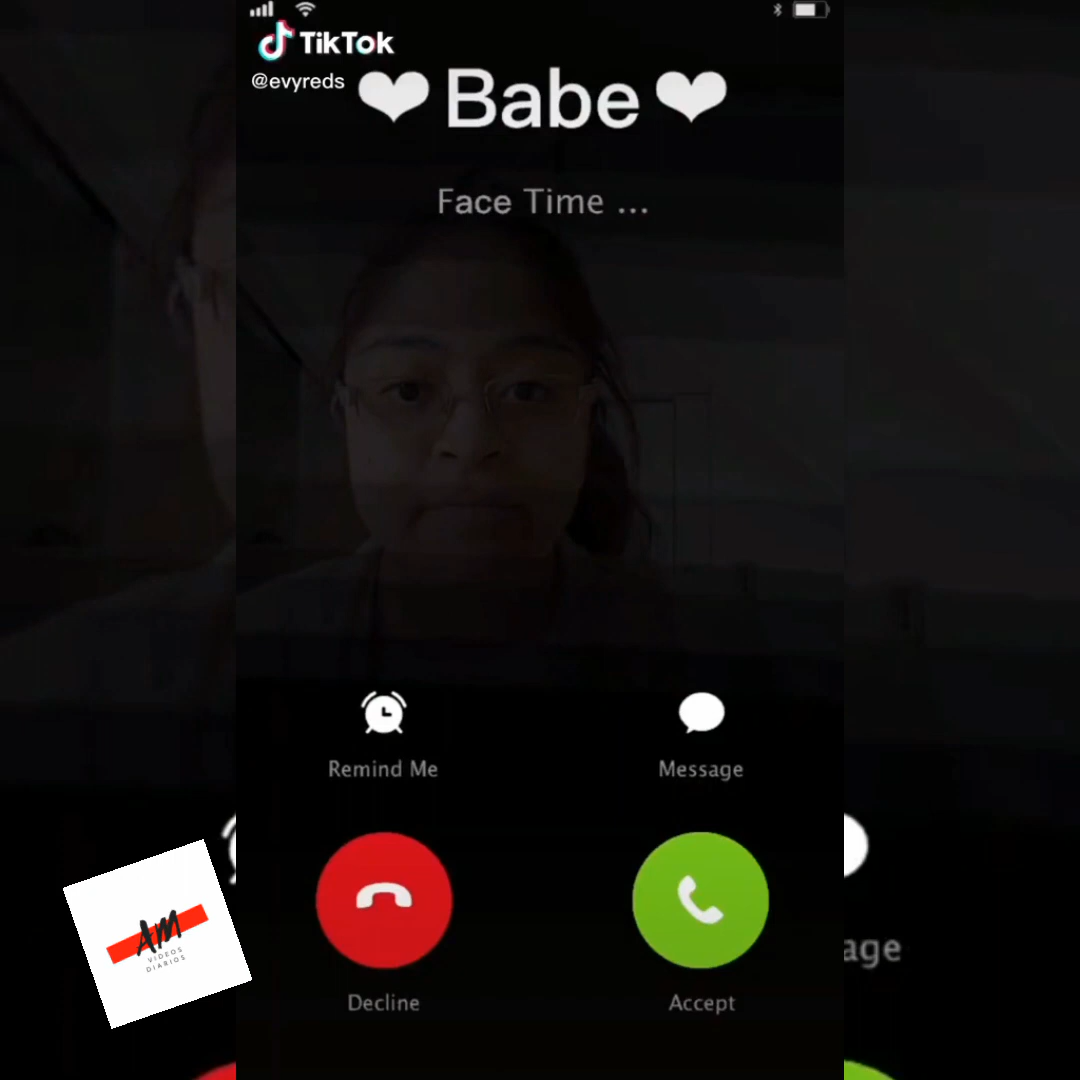 TikTok
@evyreds
❤Babe❤
Face Time ...
Remind Me
Message
Decline
Accept
age
AM
VIDEOS
DIARIOS